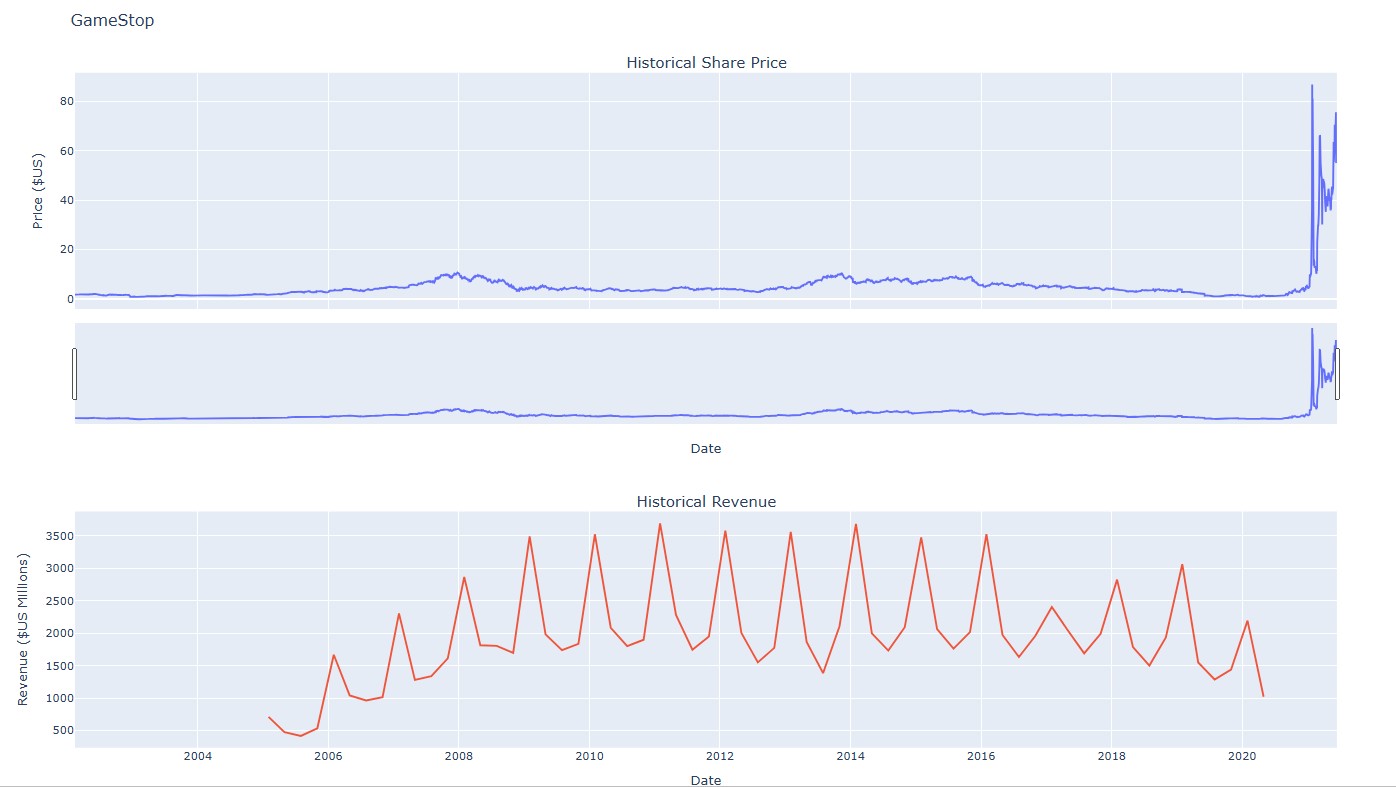 GameStop
Historical Share Price
Price ($US)
80
60
40
20
0
Date
Historical Revenue
Revenue ($US Millions)
3500
3000
2500
2000
1500
1000
500
2004 2006 2008 2010 2012 2014 2016 2018 2020
Date